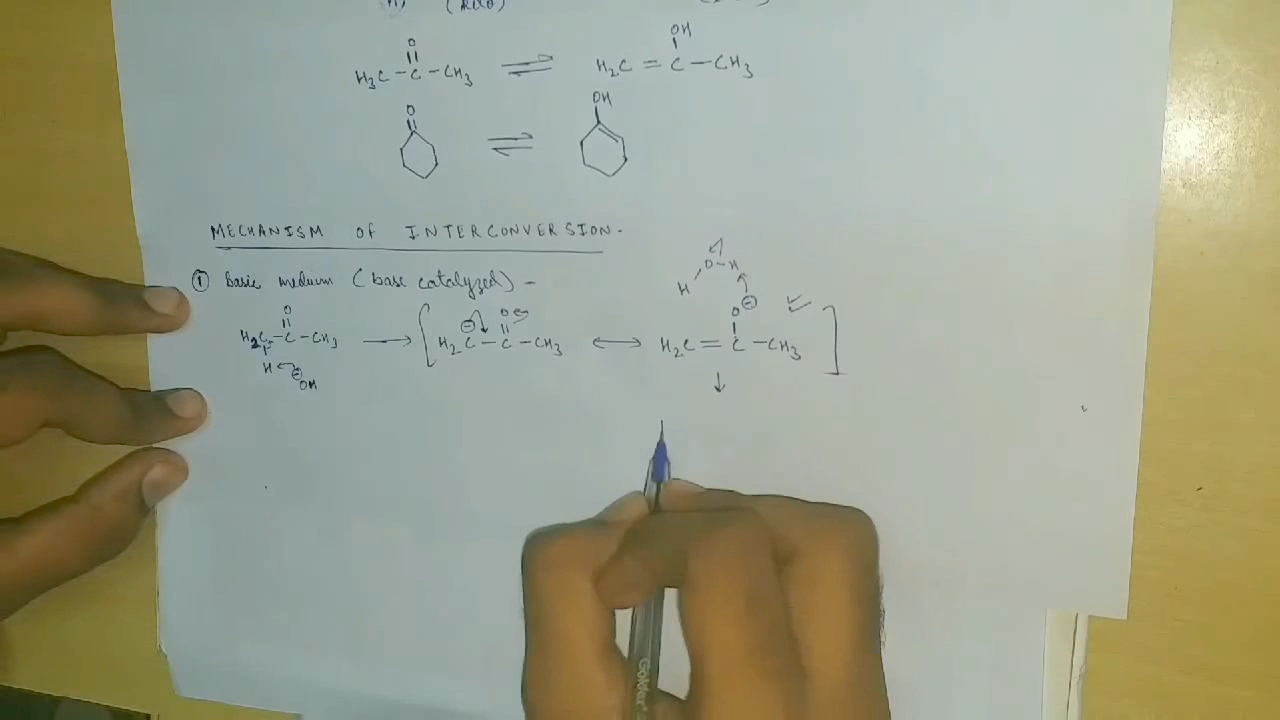 O OH
H₃C-C-CH₃ ⇌ H₂C=C-CH₃
O OH
⇌
MECHANISM OF INTERCONVERSION-
① Basic medium (base catalyzed) -
H O-H
O ⊖ O O ⊖
H₂C-C-CH₃ → [ H₂C-C-CH₃ ↔ H₂C=C-CH₃ ]
H ⊖OH ↓
Goldex